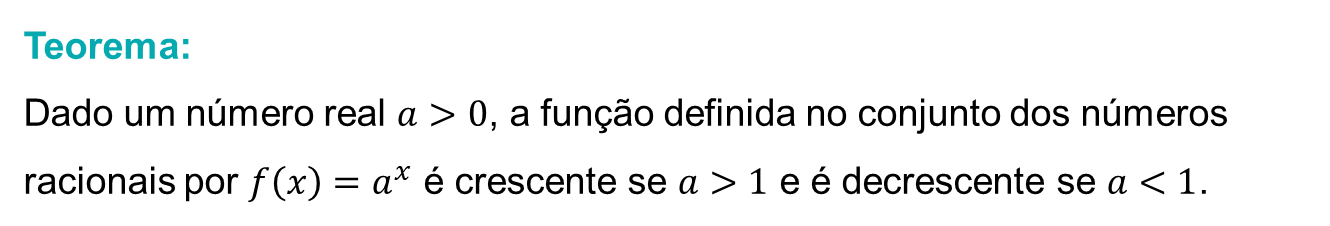 Teorema:
Dado um número real 𝑎 > 0, a função definida no conjunto dos números
racionais por 𝑓(𝑥) = 𝑎ˣ é crescente se 𝑎 > 1 e é decrescente se 𝑎 < 1.